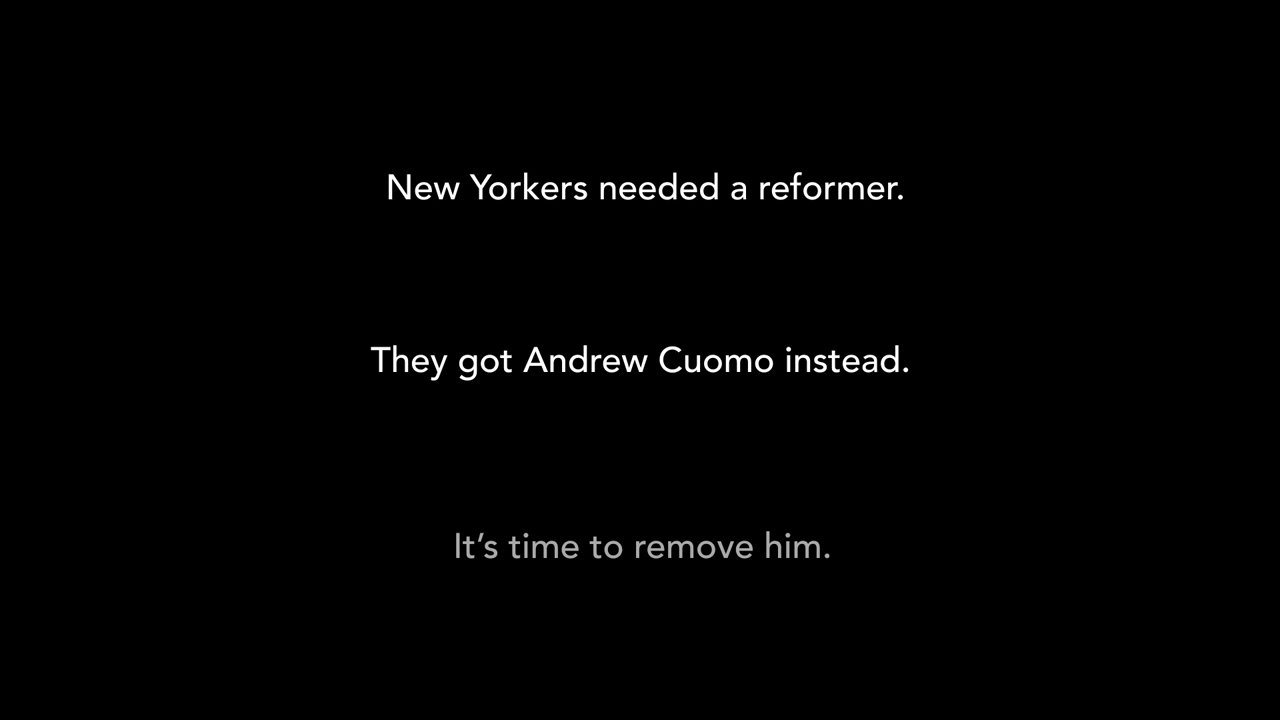 New Yorkers needed a reformer.
They got Andrew Cuomo instead.
It’s time to remove him.